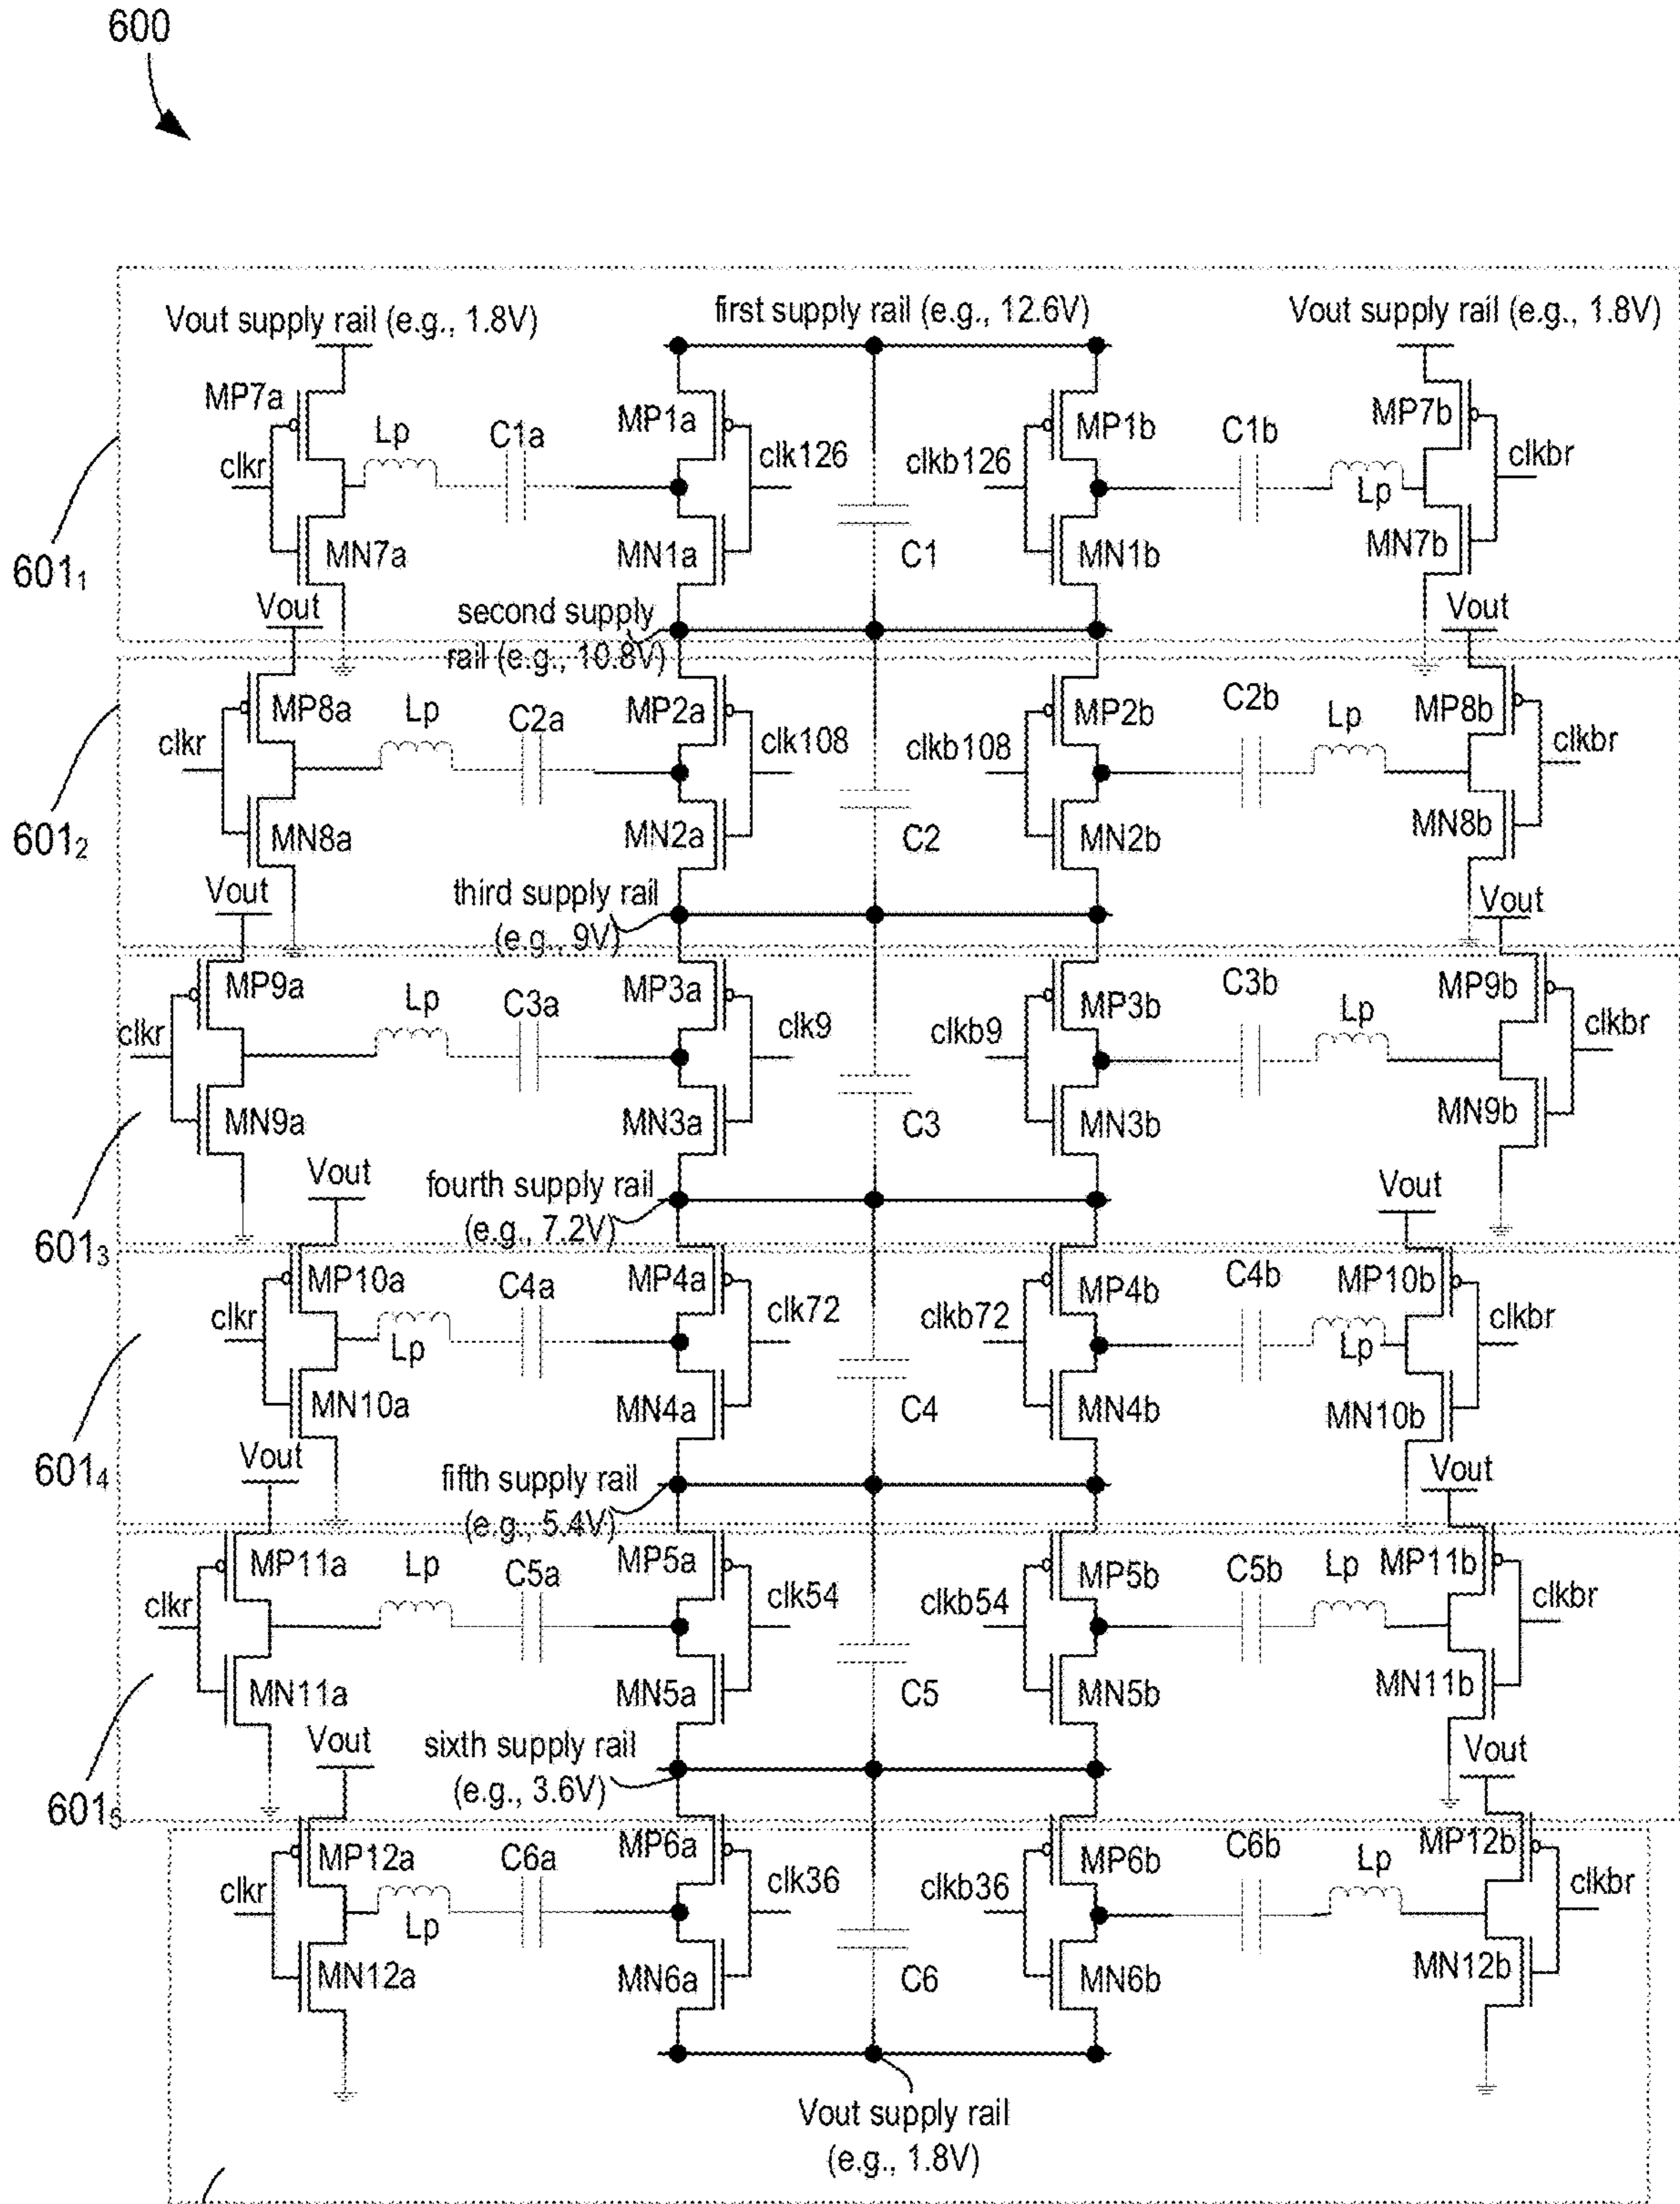 600
Vout supply rail (e.g., 1.8V)
first supply rail (e.g., 12.6V)
Vout supply rail (e.g., 1.8V)
MP7a
Lp
C1a
MP1a
MP1b
C1b
MP7b
clkr
clk126
clkb126
Lp
clkbr
MN7a
MN1a
C1
MN1b
MN7b
601₁
Vout
second supply
rail (e.g., 10.8V)
Vout
MP8a
Lp
C2a
MP2a
MP2b
C2b
Lp
MP8b
clkr
clk108
clkb108
clkbr
MN8a
MN2a
C2
MN2b
MN8b
601₂
Vout
third supply rail
(e.g., 9V)
Vout
MP9a
Lp
C3a
MP3a
MP3b
C3b
Lp
MP9b
clkr
clk9
clkb9
clkbr
MN9a
MN3a
C3
MN3b
MN9b
601₃
Vout
fourth supply rail
(e.g., 7.2V)
Vout
MP10a
C4a
MP4a
MP4b
C4b
MP10b
clkr
Lp
clk72
clkb72
Lp
clkbr
MN10a
MN4a
C4
MN4b
MN10b
601₄
Vout
fifth supply rail
(e.g., 5.4V)
Vout
MP11a
Lp
C5a
MP5a
MP5b
C5b
Lp
MP11b
clkr
clk54
clkb54
clkbr
MN11a
MN5a
C5
MN5b
MN11b
601₅
Vout
sixth supply rail
(e.g., 3.6V)
Vout
MP12a
C6a
MP6a
MP6b
C6b
Lp
MP12b
clkr
Lp
clk36
clkb36
clkbr
MN12a
MN6a
C6
MN6b
MN12b
Vout supply rail
(e.g., 1.8V)